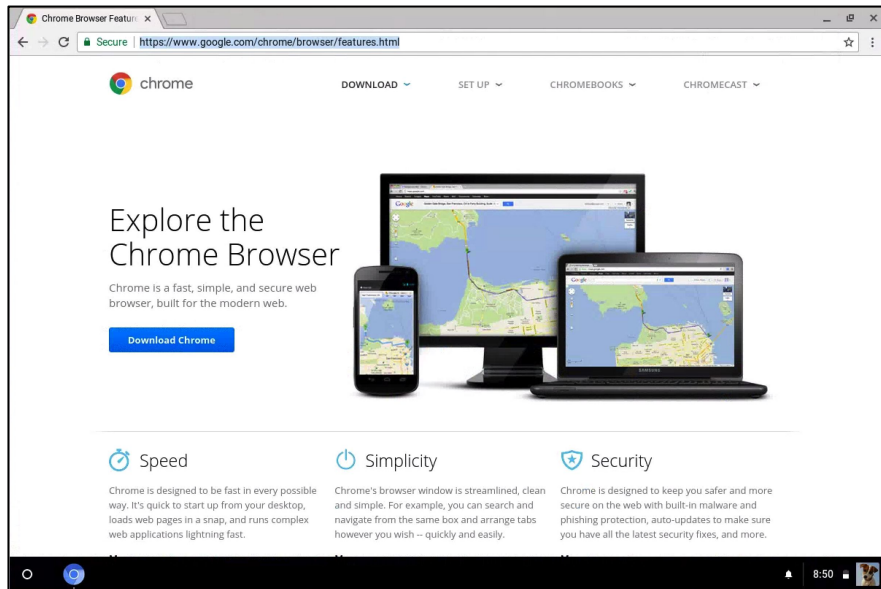 Chrome Browser Feature
Secure https://www.google.com/chrome/browser/features.html
chrome
DOWNLOAD
SET UP
CHROMEBOOKS
CHROMECAST
Explore the
Chrome Browser
Chrome is a fast, simple, and secure web
browser, built for the modern web.
Download Chrome
Google
Google
SAMSUNG
Speed
Chrome is designed to be fast in every possible
way. It's quick to start up from your desktop,
loads web pages in a snap, and runs complex
web applications lightning fast.
Simplicity
Chrome's browser window is streamlined, clean
and simple. For example, you can search and
navigate from the same box and arrange tabs
however you wish -- quickly and easily.
Security
Chrome is designed to keep you safer and more
secure on the web with built-in malware and
phishing protection, auto-updates to make sure
you have all the latest security fixes, and more.
8:50